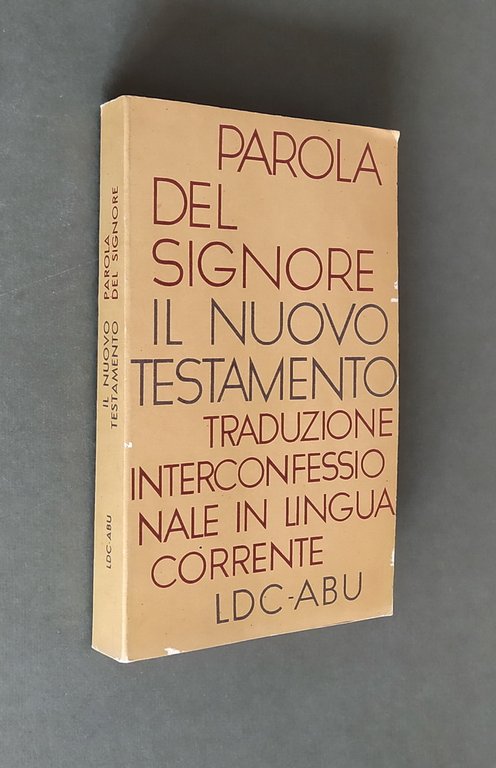 PAROLA
DEL
SIGNORE
IL NUOVO
TESTAMENTO
TRADUZIONE
INTERCONFESSIO
NALE IN LINGUA
CORRENTE
LDC-ABU
PAROLA
DEL SIGNORE
IL NUOVO
TESTAMENTO
LDC-ABU